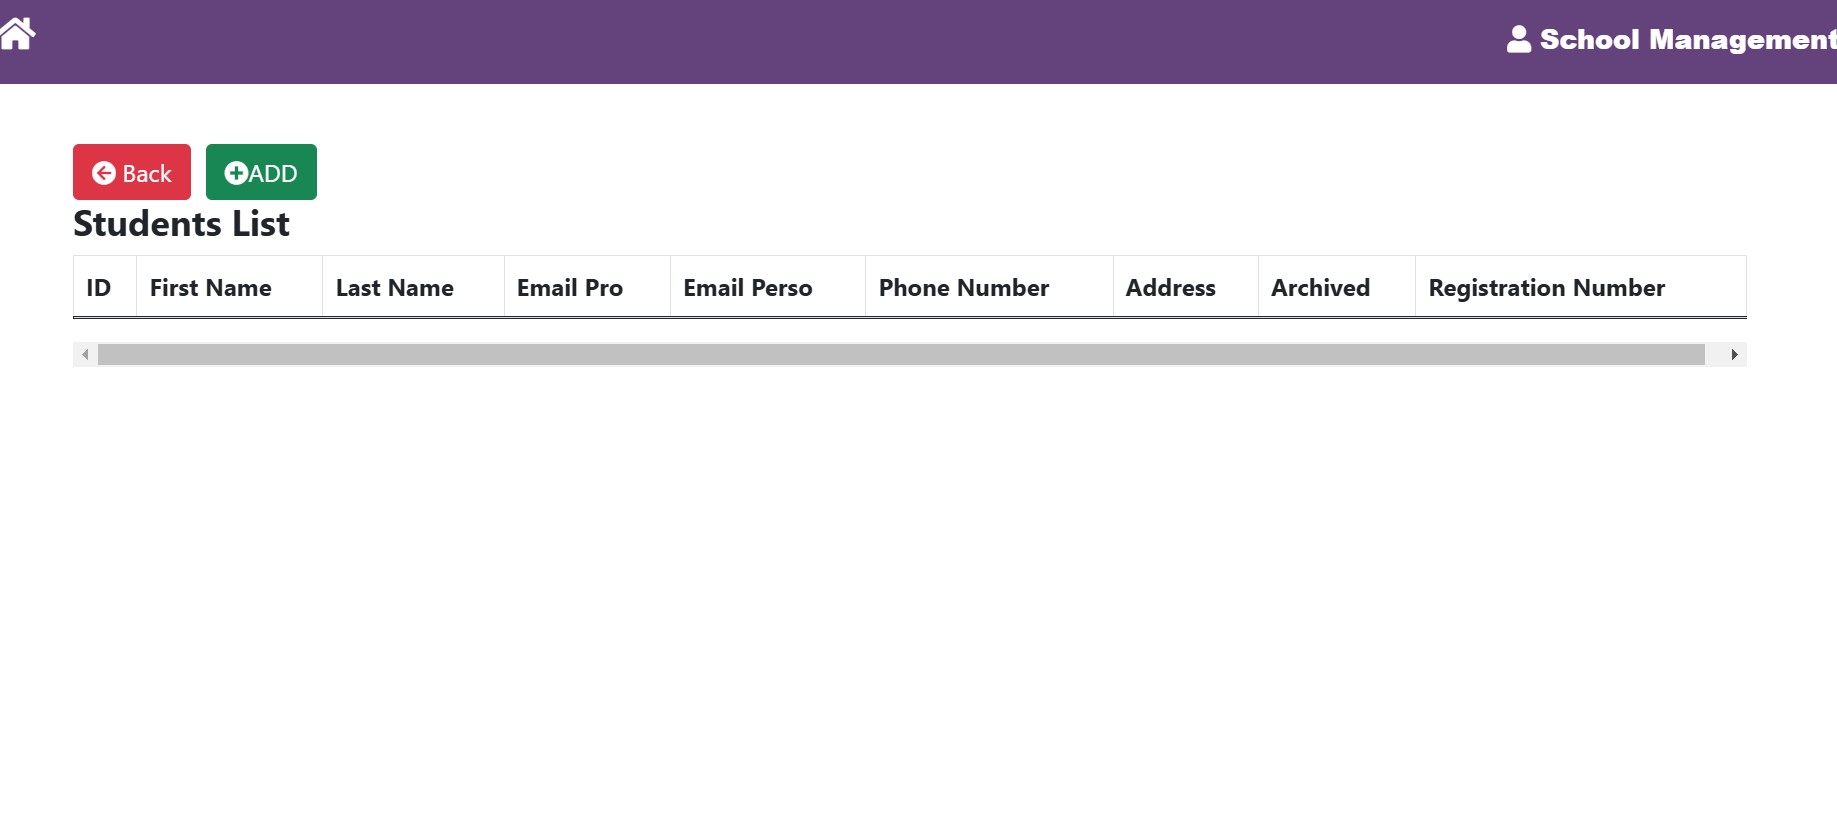 School Management
Back ADD
Students List
ID First Name Last Name Email Pro Email Perso Phone Number Address Archived Registration Number